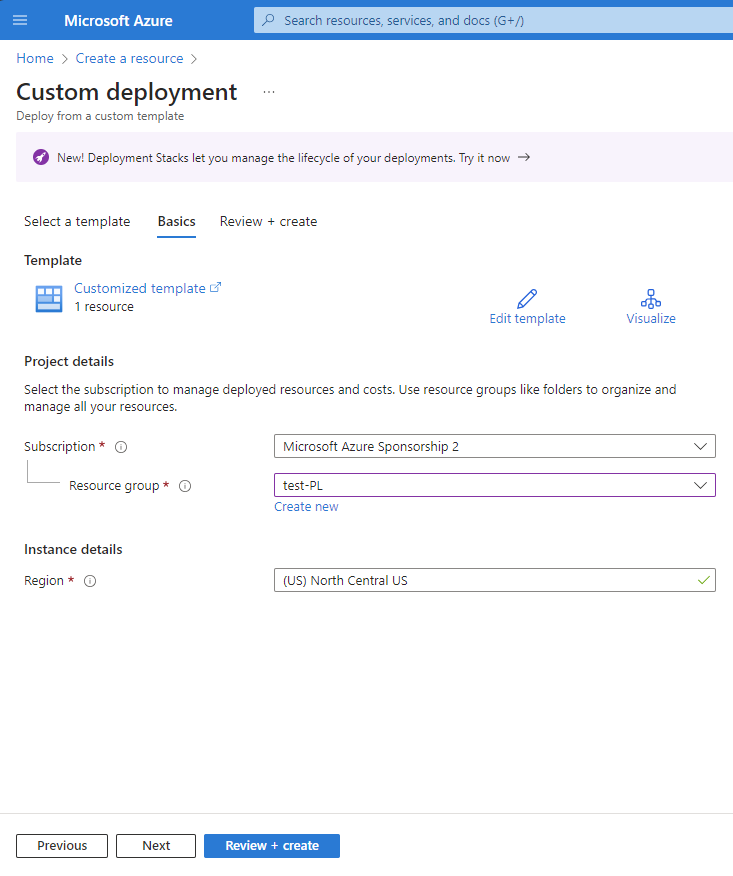 Microsoft Azure
Search resources, services, and docs (G+/)
Home > Create a resource >
Custom deployment ...
Deploy from a custom template
New! Deployment Stacks let you manage the lifecycle of your deployments. Try it now →
Select a template Basics Review + create
Template
Customized template
1 resource
Edit template Visualize
Project details
Select the subscription to manage deployed resources and costs. Use resource groups like folders to organize and
manage all your resources.
Subscription * Microsoft Azure Sponsorship 2
Resource group * test-PL
Create new
Instance details
Region * (US) North Central US
Previous Next Review + create